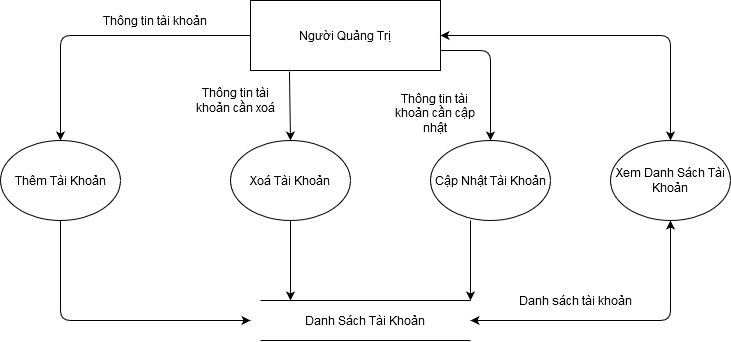 Thông tin tài khoản
Người Quảng Trị
Thông tin tài
khoản cần xoá
Thông tin tài
khoản cần cập
nhật
Thêm Tài Khoản
Xoá Tài Khoản
Cập Nhật Tài Khoản
Xem Danh Sách Tài
Khoản
Danh sách tài khoản
Danh Sách Tài Khoản